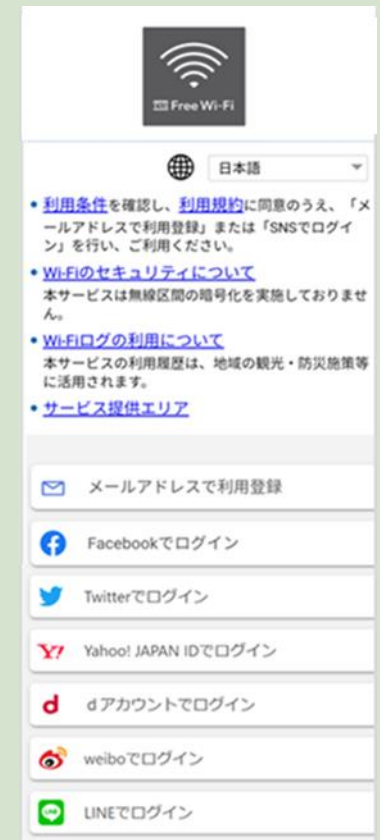 Free Wi-Fi
日本語
利用条件を確認し、利用規約に同意のうえ、「メ
ールアドレスで利用登録」または「SNSでログイ
ン」を行い、ご利用ください。
Wi-Fiのセキュリティについて
本サービスは無線区間の暗号化を実施しておりませ
ん。
Wi-Fiログの利用について
本サービスの利用履歴は、地域の観光・防災施策等
に活用されます。
サービス提供エリア
メールアドレスで利用登録
Facebookでログイン
Twitterでログイン
Y!
Yahoo! JAPAN IDでログイン
d
dアカウントでログイン
weiboでログイン
LINEでログイン